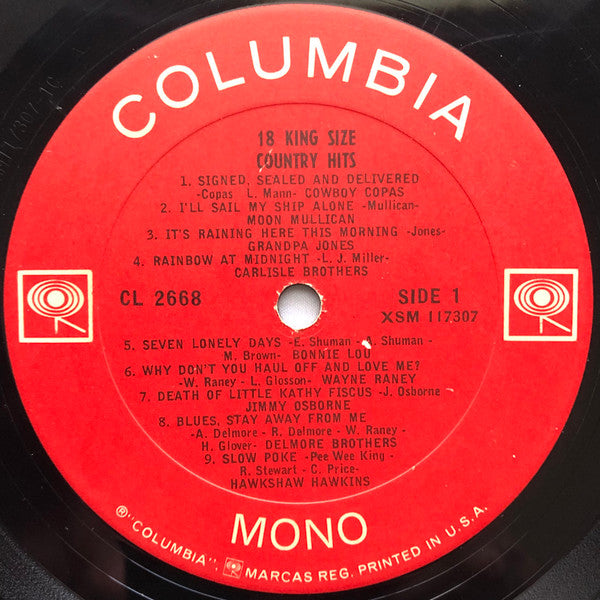 COLUMBIA
18 KING SIZE
COUNTRY HITS
1. SIGNED, SEALED AND DELIVERED
-Copas L. Mann- COWBOY COPAS
2. I'LL SAIL MY SHIP ALONE -Mullican-
MOON MULLICAN
3. IT'S RAINING HERE THIS MORNING -Jones-
GRANDPA JONES
4. RAINBOW AT MIDNIGHT -L. J. Miller-
CARLISLE BROTHERS
CL 2668
SIDE 1
XSM 117307
5. SEVEN LONELY DAYS -E. Shuman - A. Shuman -
M. Brown- BONNIE LOU
6. WHY DON'T YOU HAUL OFF AND LOVE ME?
-W. Raney - L. Glosson- WAYNE RANEY
7. DEATH OF LITTLE KATHY FISCUS -J. Osborne
JIMMY OSBORNE
8. BLUES, STAY AWAY FROM ME
-A. Delmore - R. Dalmore - W. Raney -
H. Glover- DELMORE BROTHERS
9. SLOW POKE -Pee Wee King -
R. Stewart - C. Price-
HAWKSHAW HAWKINS
MONO
®"COLUMBIA", MARCAS REG. PRINTED IN U.S.A.